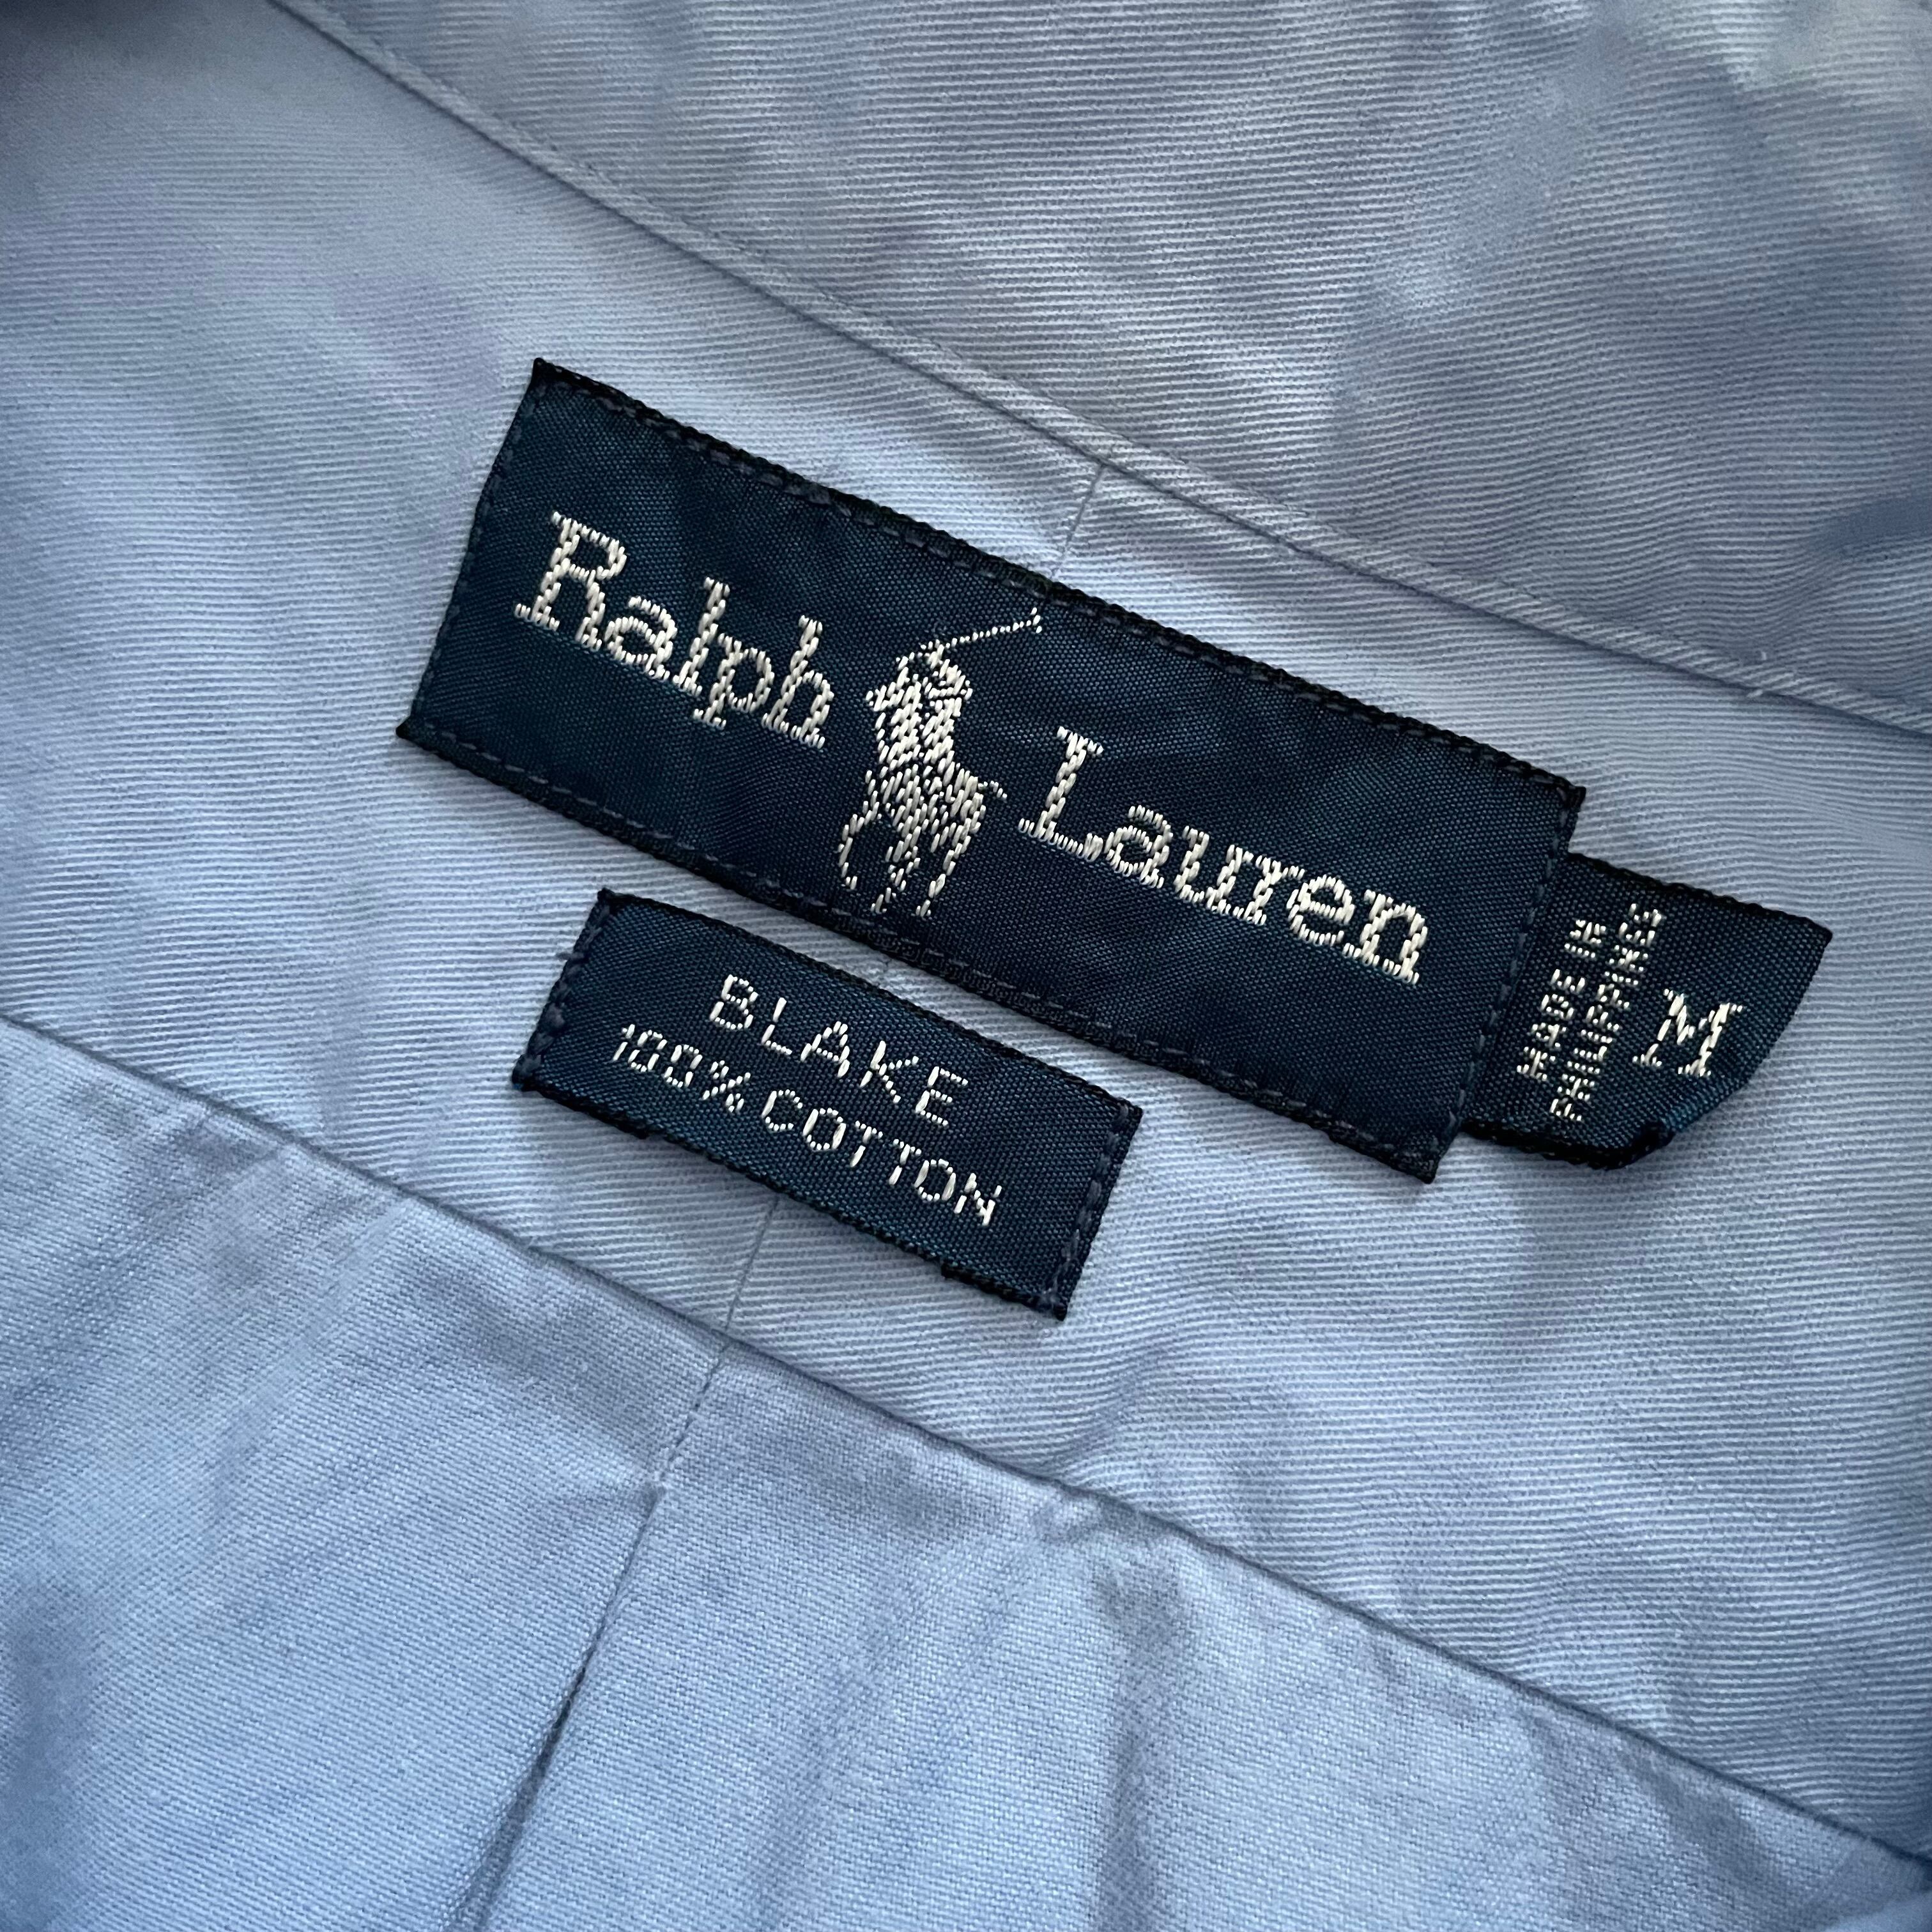 Ralph Lauren
MADE IN
PHILIPPINES
M
BLAKE
100% COTTON